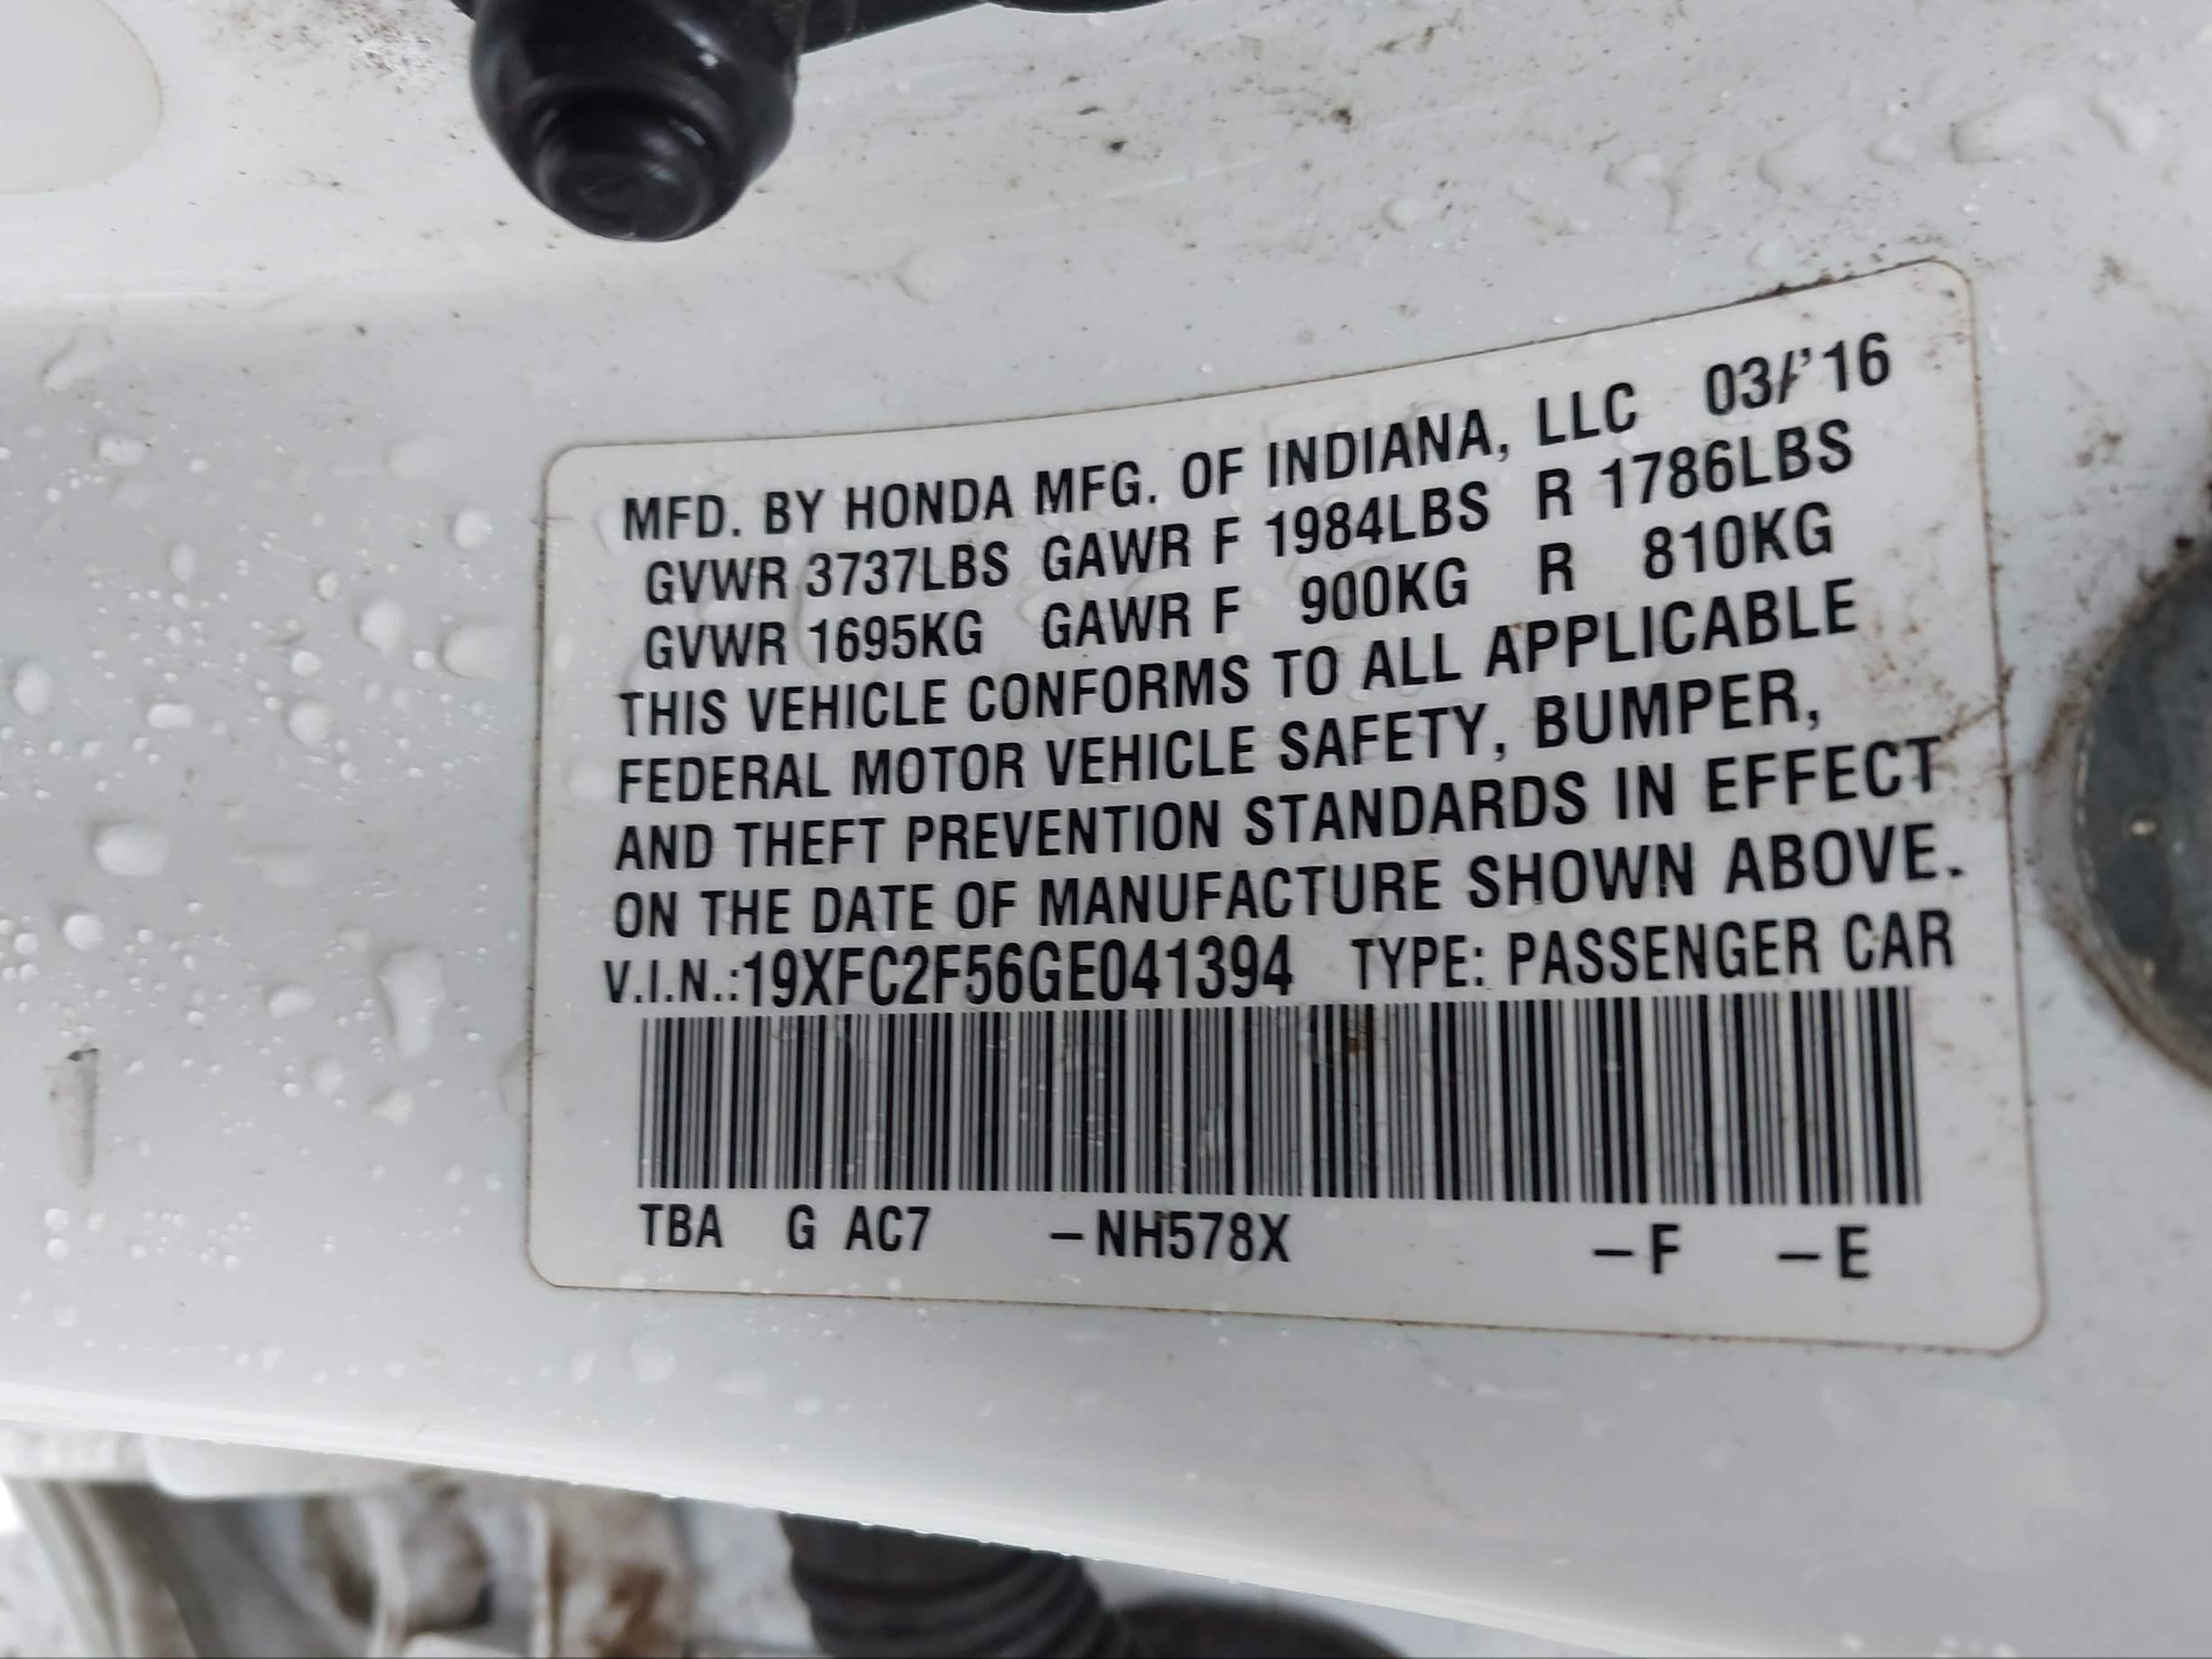 MFD. BY HONDA MFG. OF INDIANA, LLC 03/'16
GVWR 3737LBS GAWR F 1984LBS R 1786LBS
GVWR 1695KG GAWR F 900KG R 810KG
THIS VEHICLE CONFORMS TO ALL APPLICABLE
FEDERAL MOTOR VEHICLE SAFETY, BUMPER,
AND THEFT PREVENTION STANDARDS IN EFFECT
ON THE DATE OF MANUFACTURE SHOWN ABOVE.
V.I.N.:19XFC2F56GE041394 TYPE: PASSENGER CAR
TBA G AC7 –NH578X –F –E